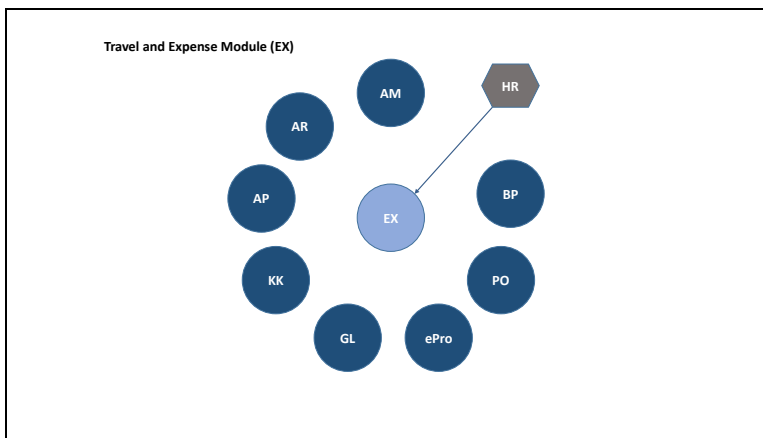 Travel and Expense Module (EX)
HR
AM
AR
AP
BP
EX
KK
PO
GL
ePro